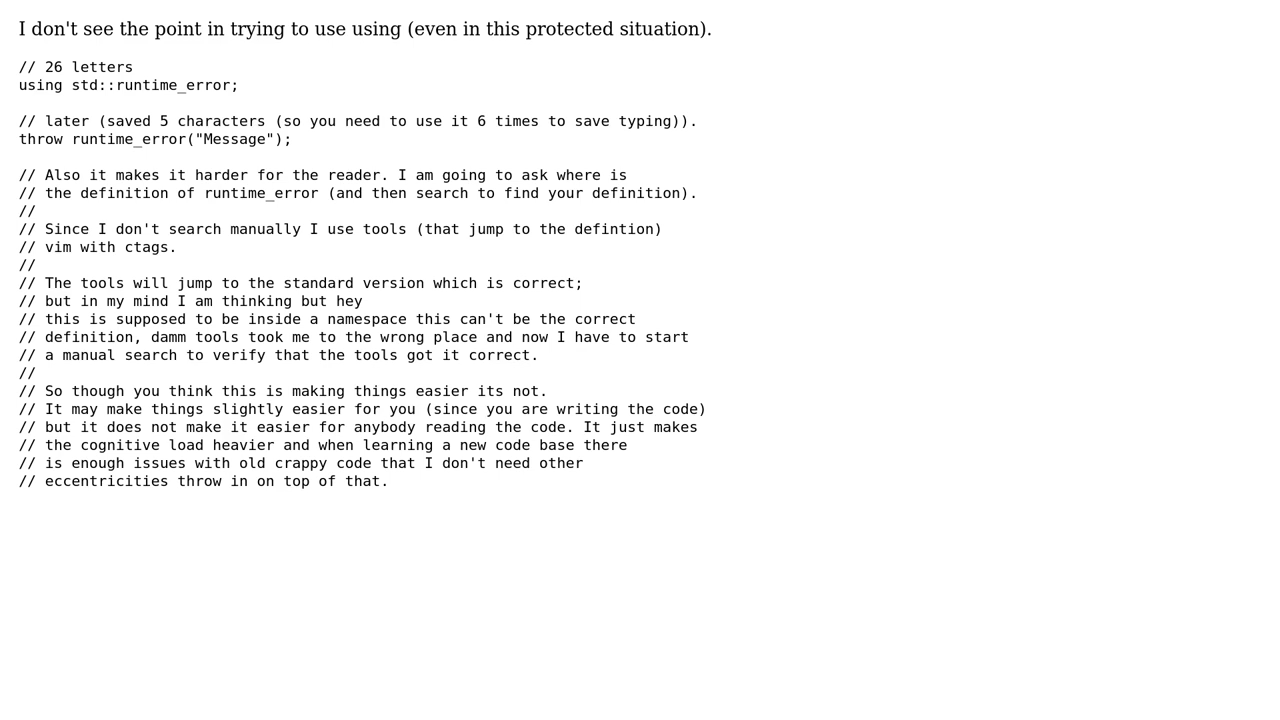 I don't see the point in trying to use using (even in this protected situation).
// 26 letters
using std::runtime_error;
// later (saved 5 characters (so you need to use it 6 times to save typing)).
throw runtime_error("Message");
// Also it makes it harder for the reader. I am going to ask where is
// the definition of runtime_error (and then search to find your definition).
//
// Since I don't search manually I use tools (that jump to the defintion)
// vim with ctags.
//
// The tools will jump to the standard version which is correct;
// but in my mind I am thinking but hey
// this is supposed to be inside a namespace this can't be the correct
// definition, damm tools took me to the wrong place and now I have to start
// a manual search to verify that the tools got it correct.
//
// So though you think this is making things easier its not.
// It may make things slightly easier for you (since you are writing the code)
// but it does not make it easier for anybody reading the code. It just makes
// the cognitive load heavier and when learning a new code base there
// is enough issues with old crappy code that I don't need other
// eccentricities throw in on top of that.